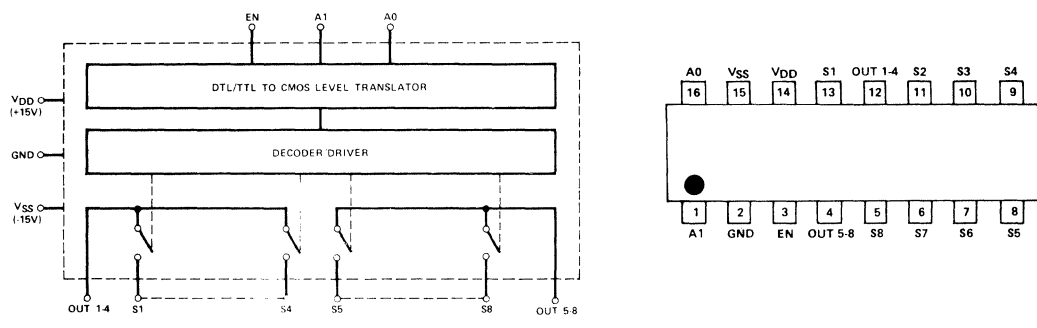 EN A1 A0
DTL/TTL TO CMOS LEVEL TRANSLATOR
VDD
(+15V)
GND
DECODER DRIVER
VSS
(-15V)
OUT 1-4 S1 S4 S5 S8 OUT 5-8
A0 VSS VDD S1 OUT 1-4 S2 S3 S4
16 15 14 13 12 11 10 9
1 2 3 4 5 6 7 8
A1 GND EN OUT 5-8 S8 S7 S6 S5